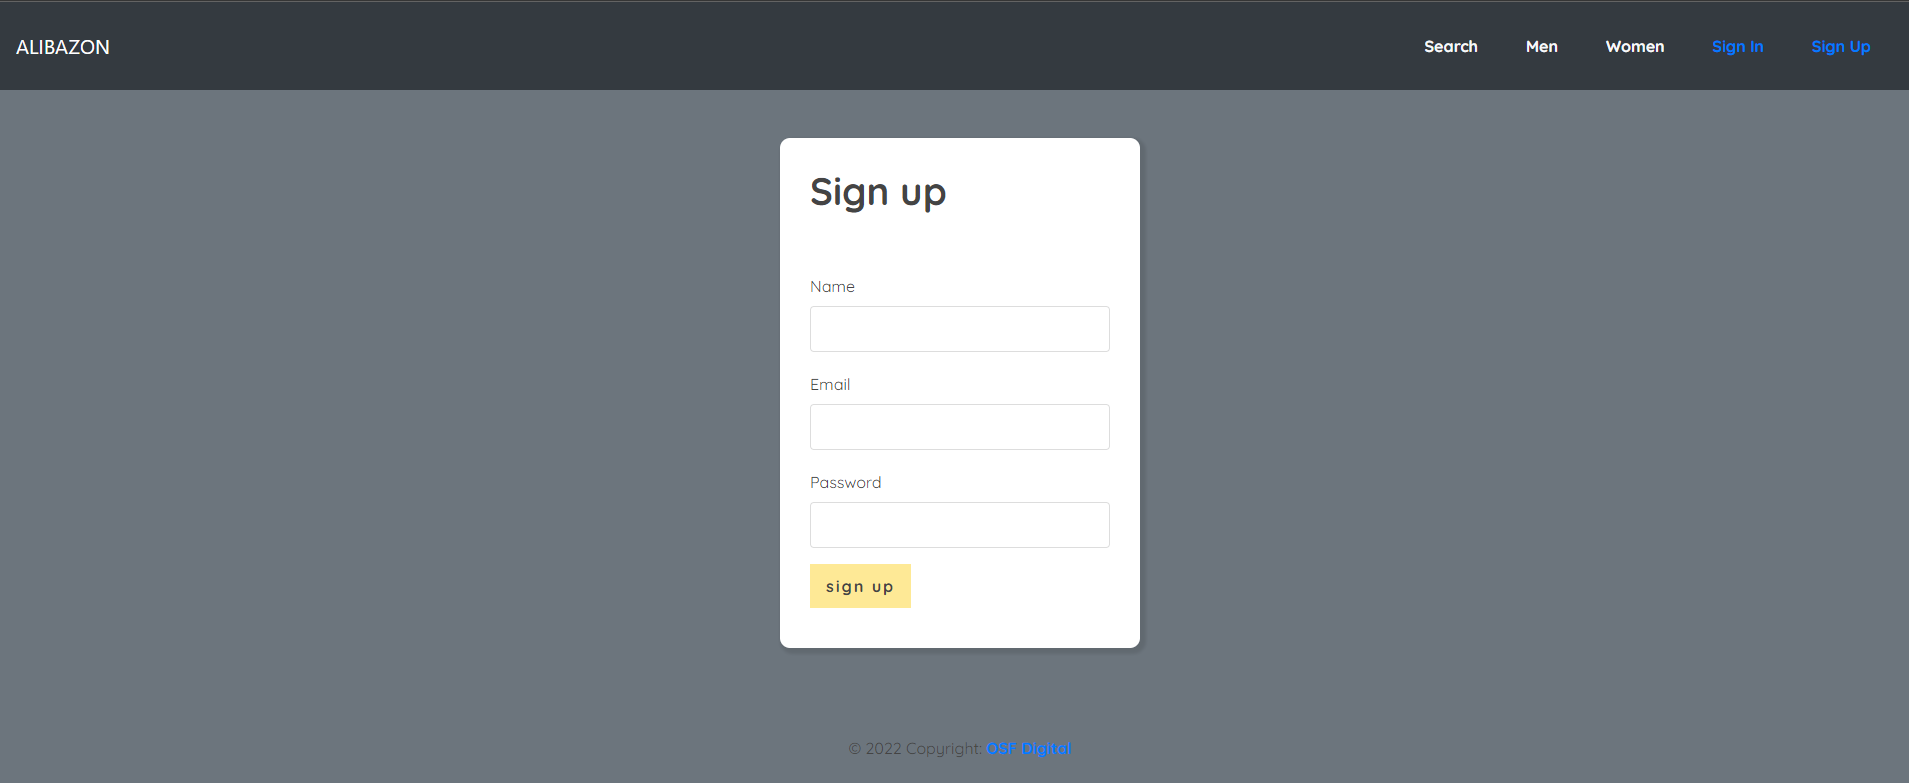 ALIBAZON Search Men Women Sign In Sign Up
Sign up
Name
Email
Password
sign up
© 2022 Copyright: OSF Digital